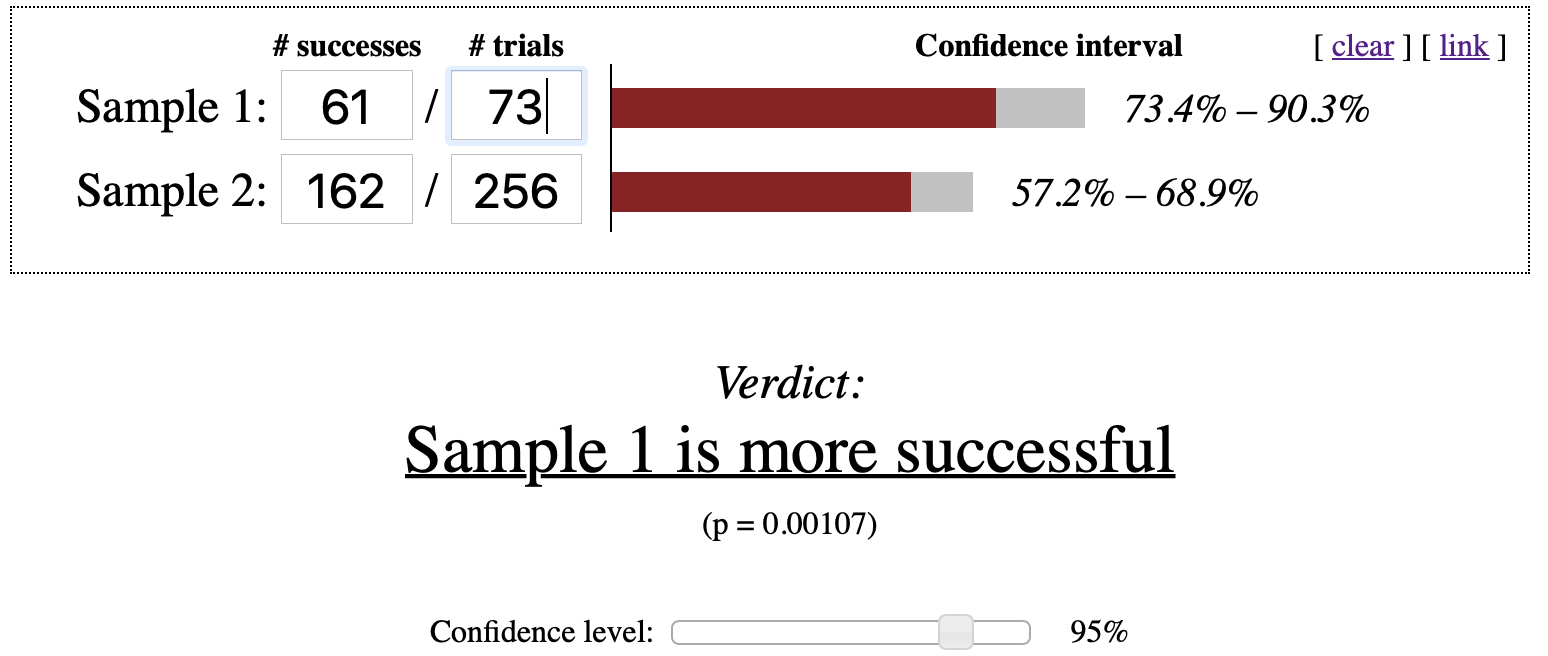 # successes # trials Confidence interval [ clear ] [ link ]
Sample 1: 61 / 73 73.4% – 90.3%
Sample 2: 162 / 256 57.2% – 68.9%
Verdict:
Sample 1 is more successful
(p = 0.00107)
Confidence level: 95%